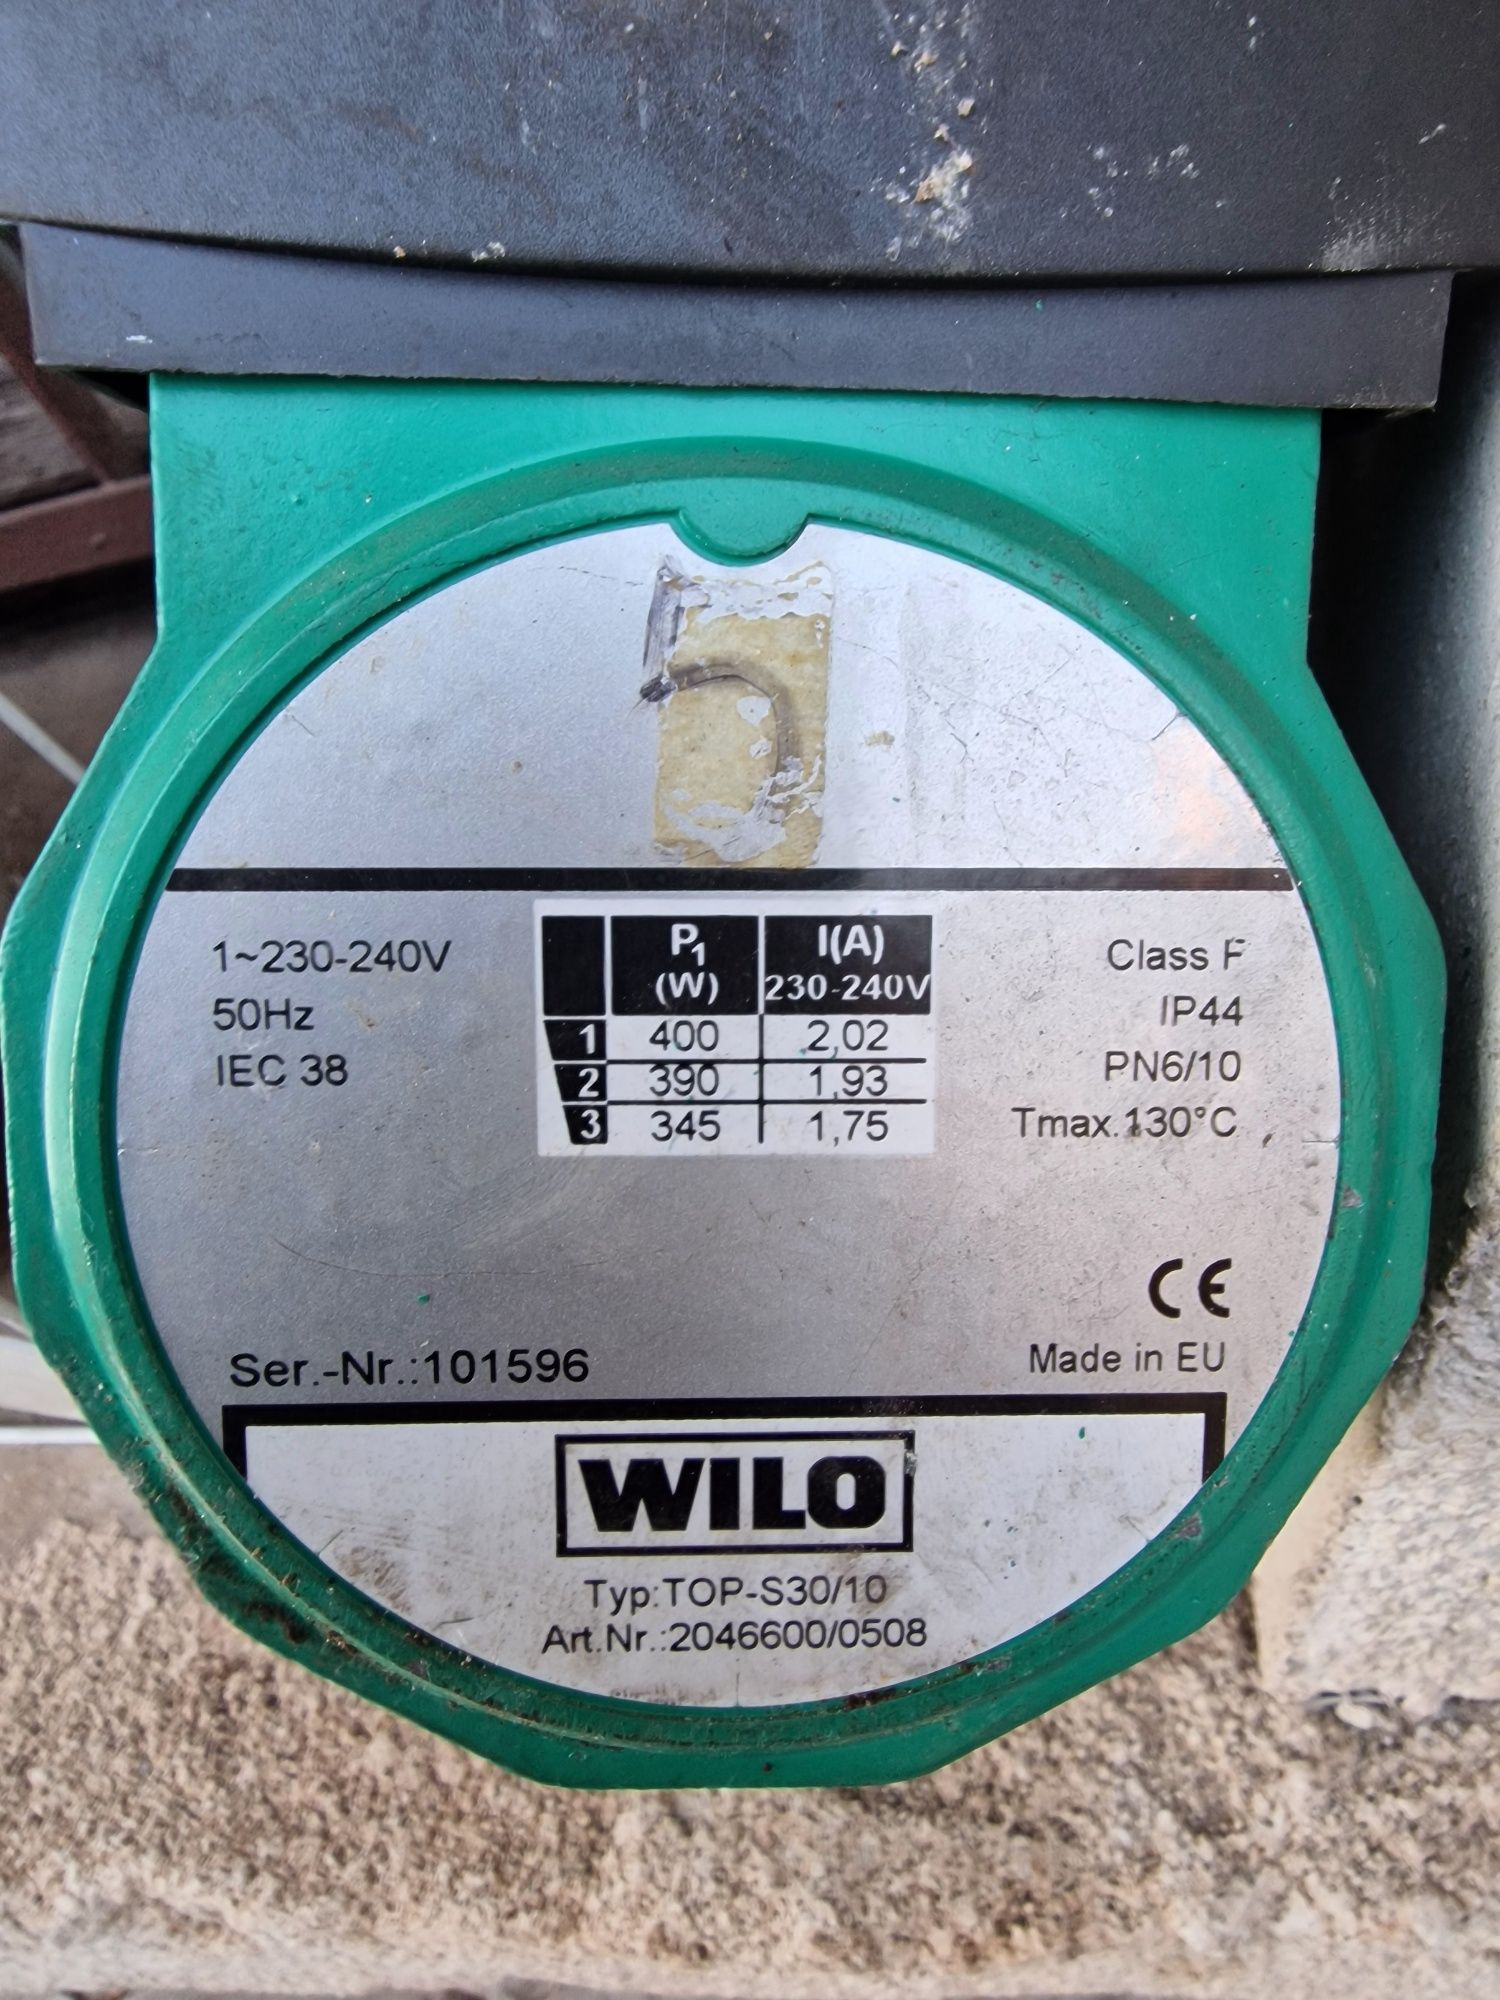 1~230-240V
50Hz
IEC 38
P1 (W) I(A) 230-240V
1 400 2,02
2 390 1,93
3 345 1,75
Class F
IP44
PN6/10
Tmax.130°C
CE
Ser.-Nr.:101596
Made in EU
WILO
Typ:TOP-S30/10
Art.Nr.:2046600/0508